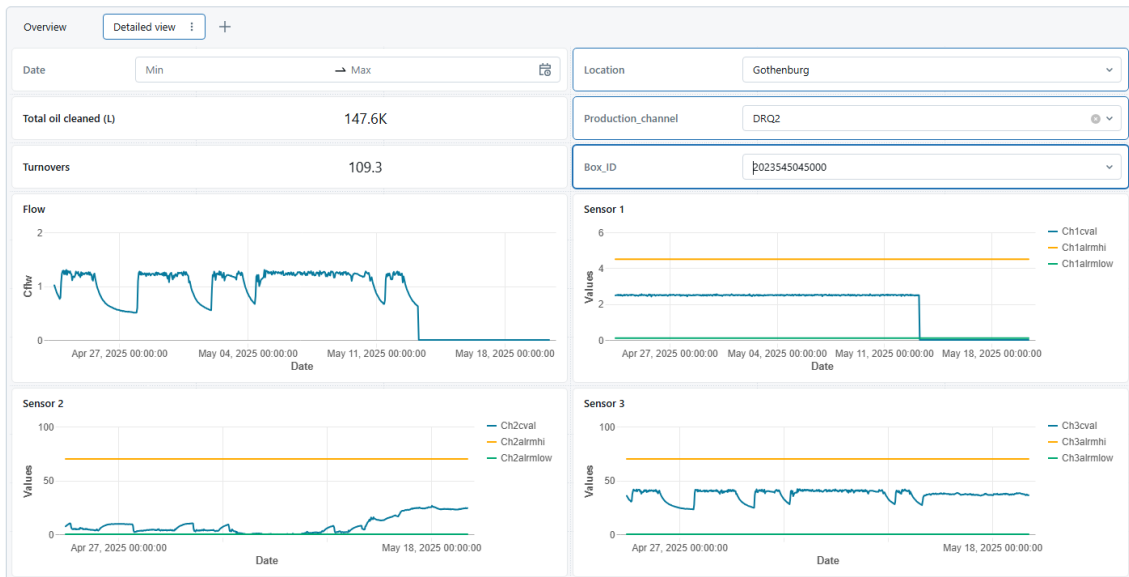 Overview
Detailed view
Date Min Max
Location Gothenburg
Total oil cleaned (L) 147.6K
Production_channel DRQ2
Turnovers 109.3
Box_ID 2023545045000
Flow
2
1
0
Cflw
Apr 27, 2025 00:00:00 May 04, 2025 00:00:00 May 11, 2025 00:00:00 May 18, 2025 00:00:00
Date
Sensor 1
6
4
2
0
Values
Apr 27, 2025 00:00:00 May 04, 2025 00:00:00 May 11, 2025 00:00:00 May 18, 2025 00:00:00
Date
Ch1cval
Ch1alrmhi
Ch1alrmlow
Sensor 2
100
50
0
Values
Apr 27, 2025 00:00:00 May 18, 2025 00:00:00
Date
Ch2cval
Ch2alrmhi
Ch2alrmlow
Sensor 3
100
50
0
Values
Apr 27, 2025 00:00:00 May 18, 2025 00:00:00
Date
Ch3cval
Ch3alrmhi
Ch3alrmlow